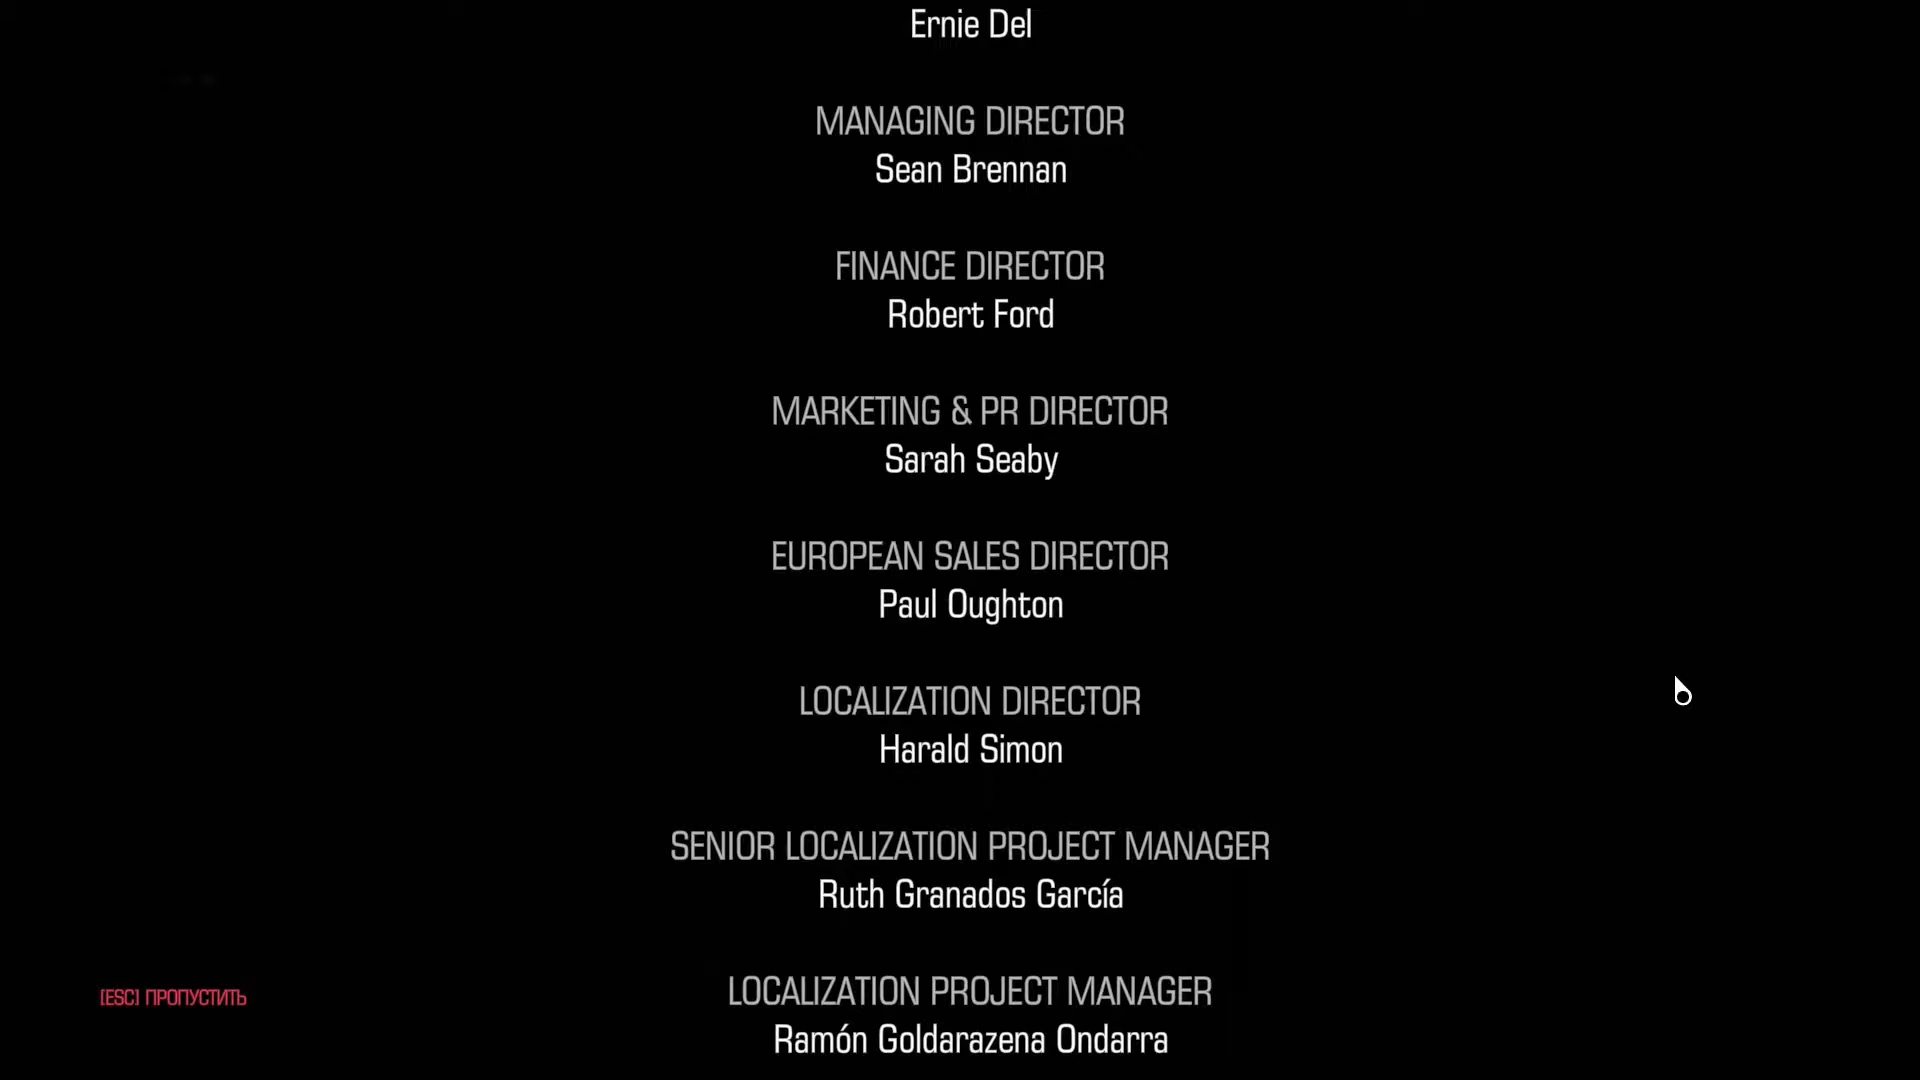 Ernie Del
MANAGING DIRECTOR
Sean Brennan
FINANCE DIRECTOR
Robert Ford
MARKETING & PR DIRECTOR
Sarah Seaby
EUROPEAN SALES DIRECTOR
Paul Oughton
LOCALIZATION DIRECTOR
Harald Simon
SENIOR LOCALIZATION PROJECT MANAGER
Ruth Granados García
LOCALIZATION PROJECT MANAGER
Ramón Goldarazena Ondarra
[ESC] ПРОПУСТИТЬ